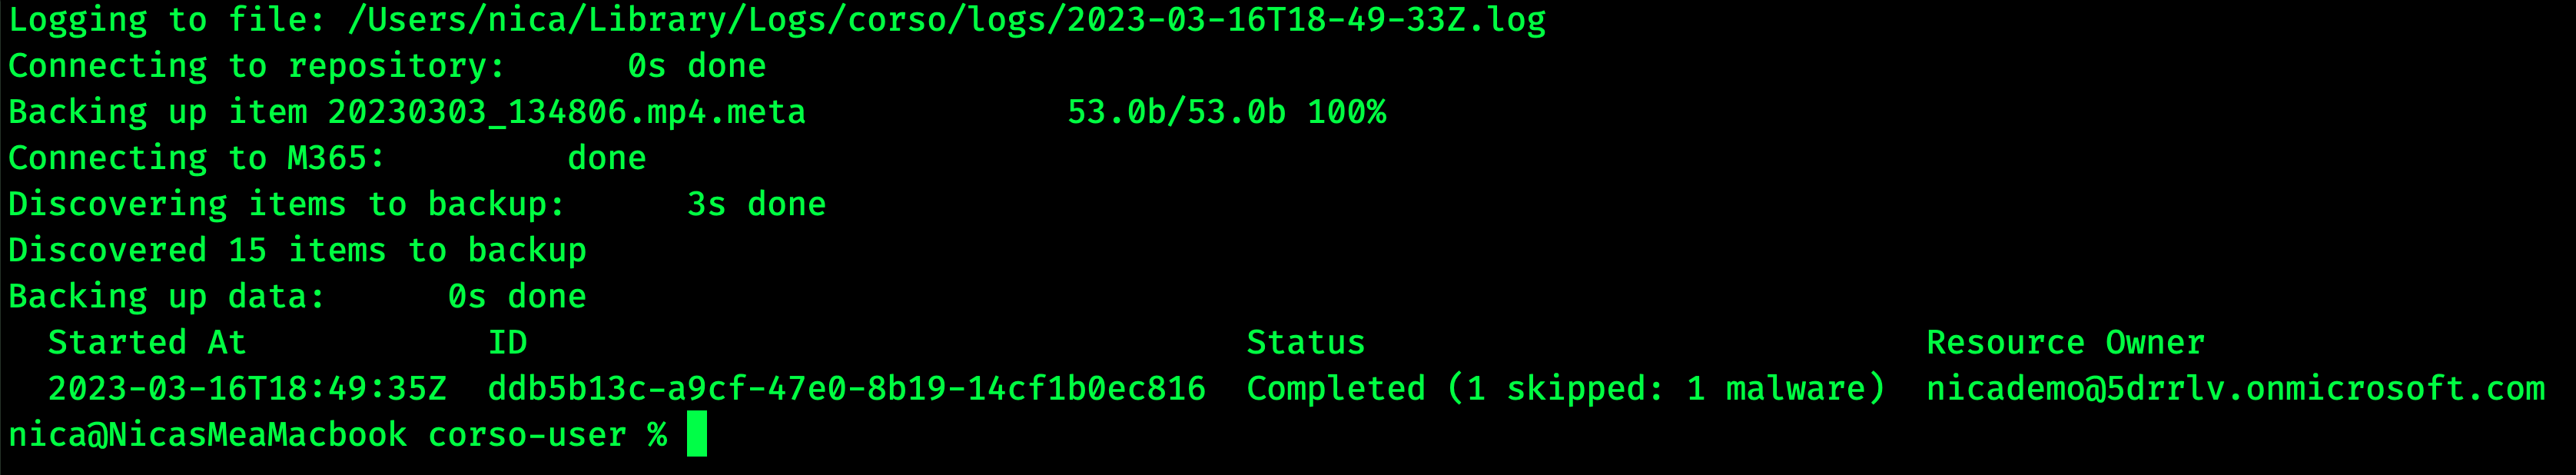 Logging to file: /Users/nica/Library/Logs/corso/logs/2023-03-16T18-49-33Z.log
Connecting to repository:      0s done
Backing up item 20230303_134806.mp4.meta             53.0b/53.0b 100%
Connecting to M365:         done
Discovering items to backup:      3s done
Discovered 15 items to backup
Backing up data:      0s done
  Started At            ID                                    Status                            Resource Owner
  2023-03-16T18:49:35Z  ddb5b13c-a9cf-47e0-8b19-14cf1b0ec816  Completed (1 skipped: 1 malware)  nicademo@5drrlv.onmicrosoft.com
nica@NicasMeaMacbook corso-user %